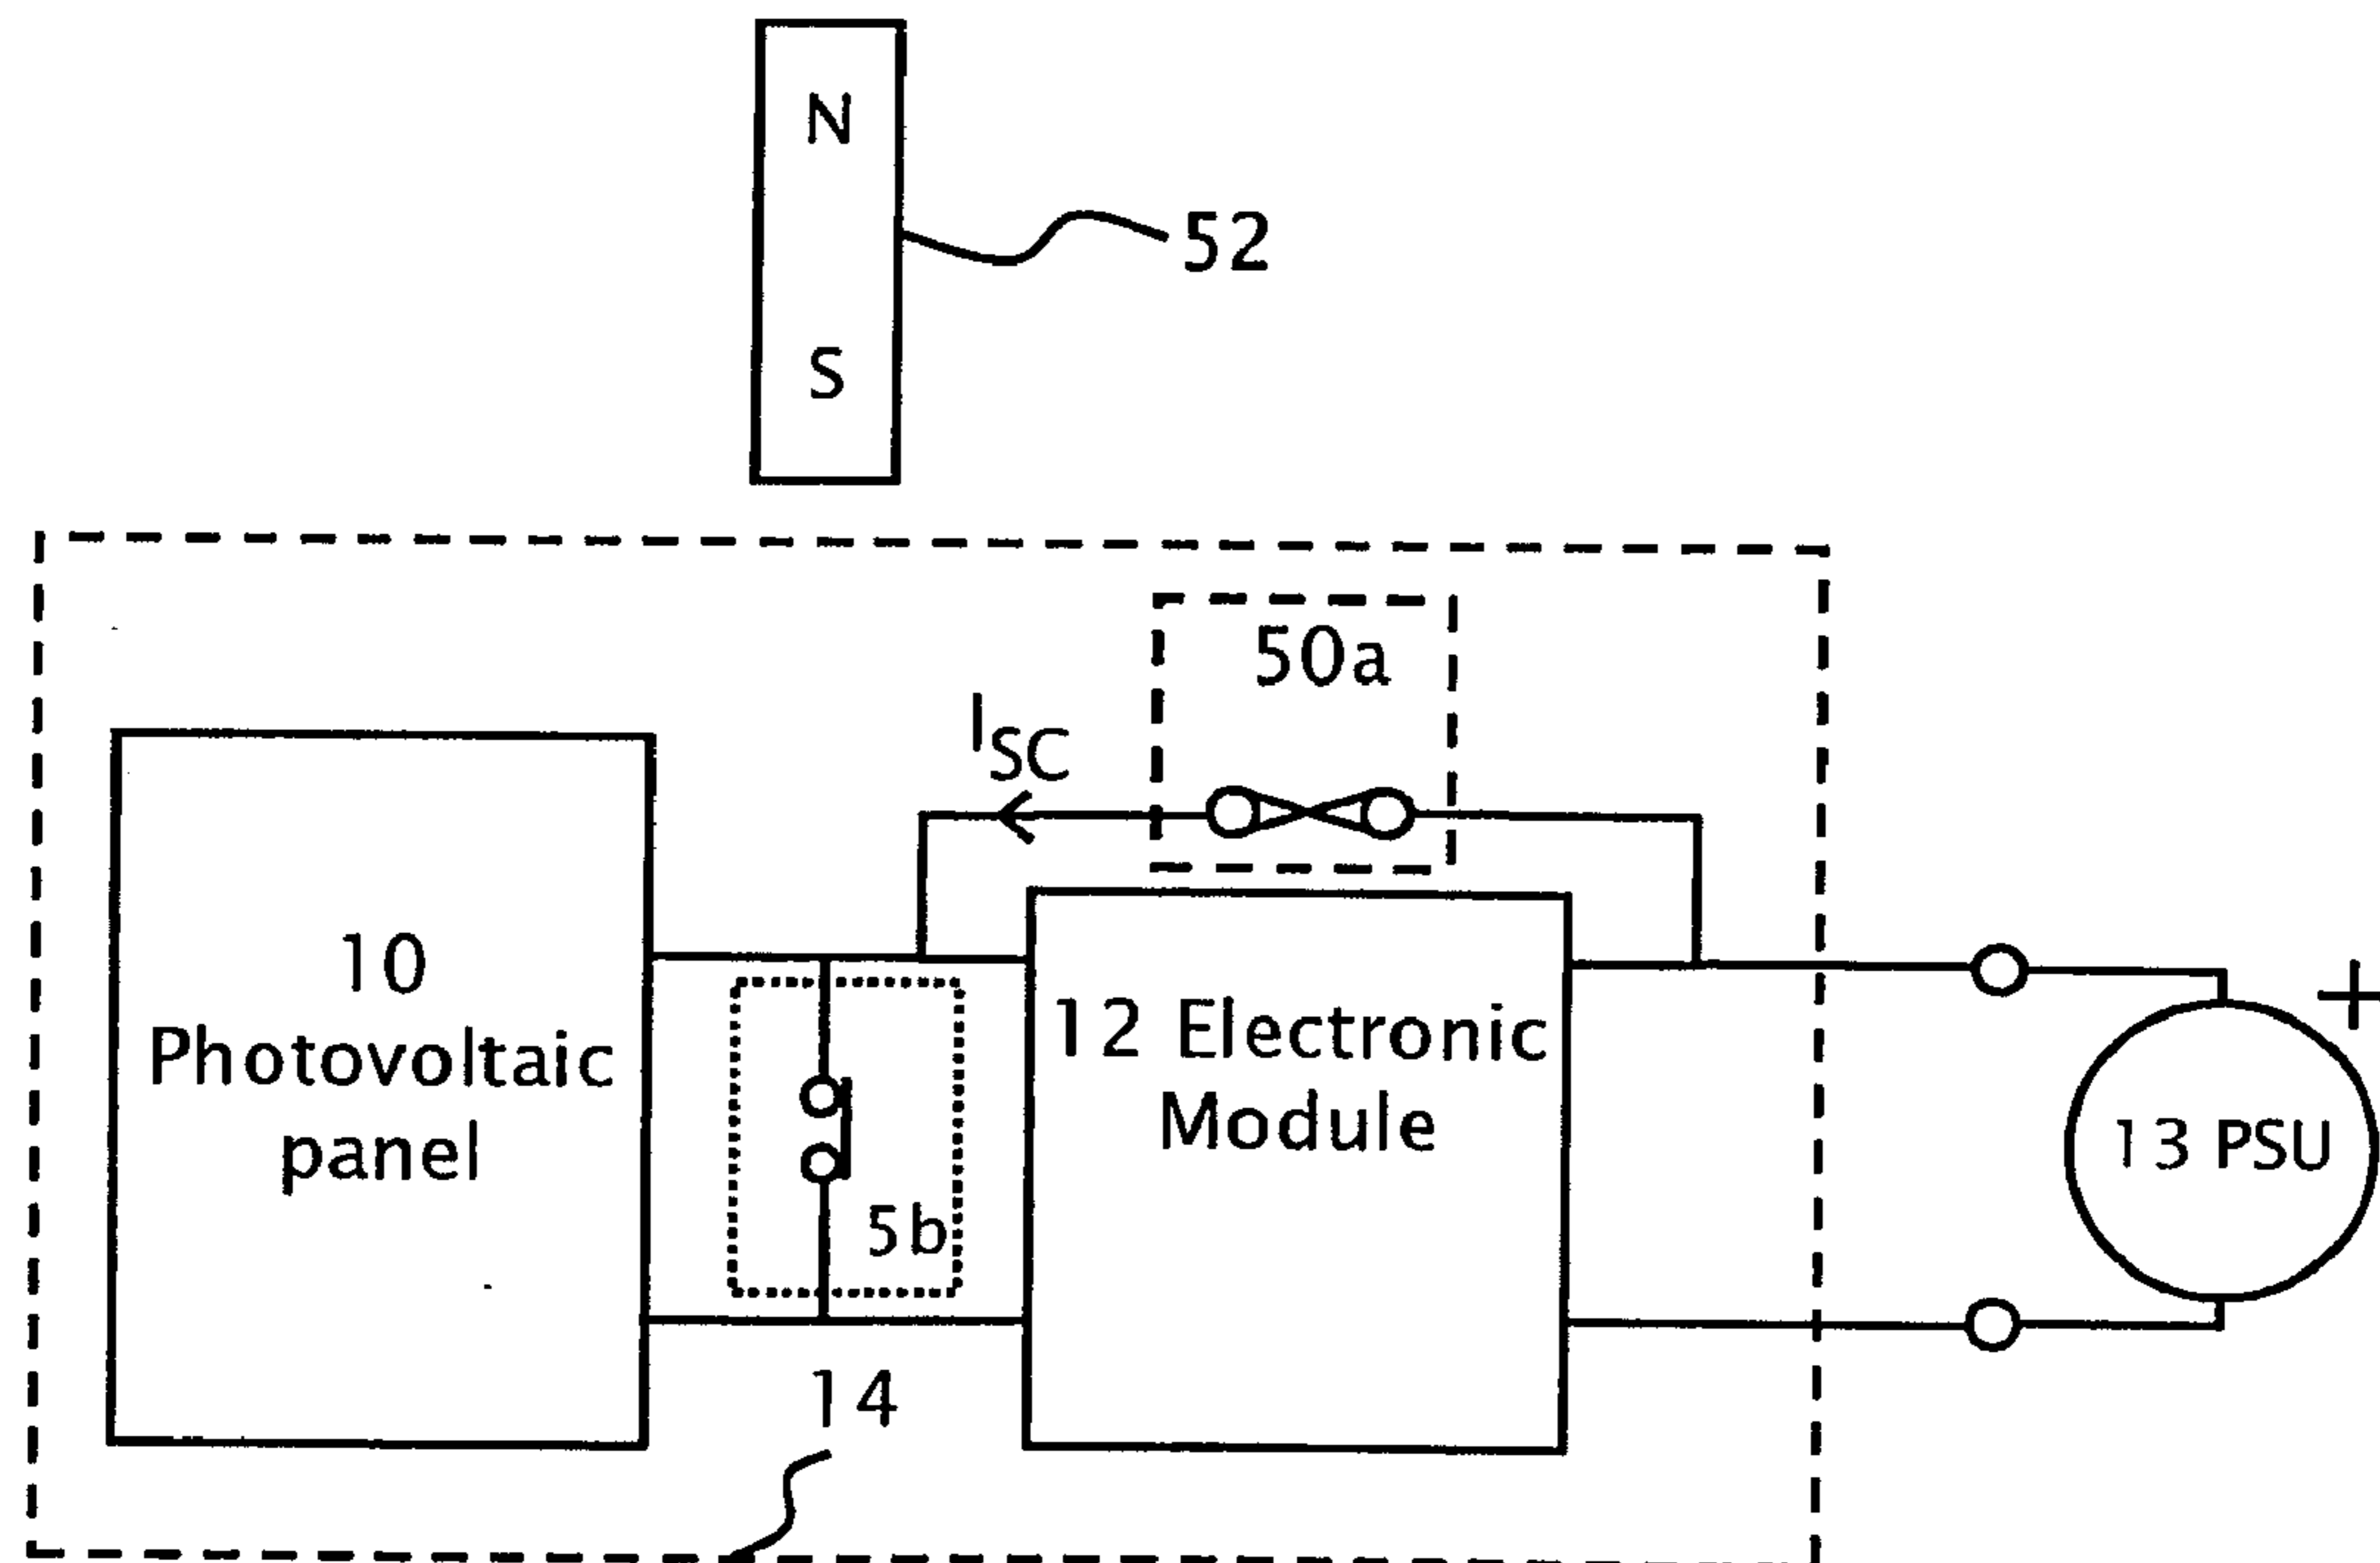 N
52
S
50a
ISC
10
Photovoltaic
panel
12 Electronic
Module
5b
13 PSU
+
14